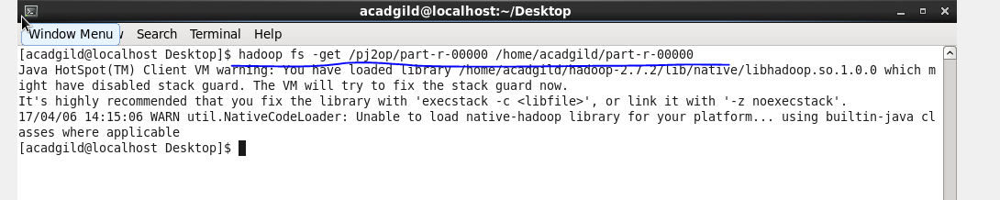 acadgild@localhost:~/Desktop
Window Menu Search Terminal Help
[acadgild@localhost Desktop]$ hadoop fs -get /pj2op/part-r-00000 /home/acadgild/part-r-00000
Java HotSpot(TM) Client VM warning: You have loaded library /home/acadgild/hadoop-2.7.2/lib/native/libhadoop.so.1.0.0 which m
ight have disabled stack guard. The VM will try to fix the stack guard now.
It's highly recommended that you fix the library with 'execstack -c <libfile>', or link it with '-z noexecstack'.
17/04/06 14:15:06 WARN util.NativeCodeLoader: Unable to load native-hadoop library for your platform... using builtin-java cl
asses where applicable
[acadgild@localhost Desktop]$